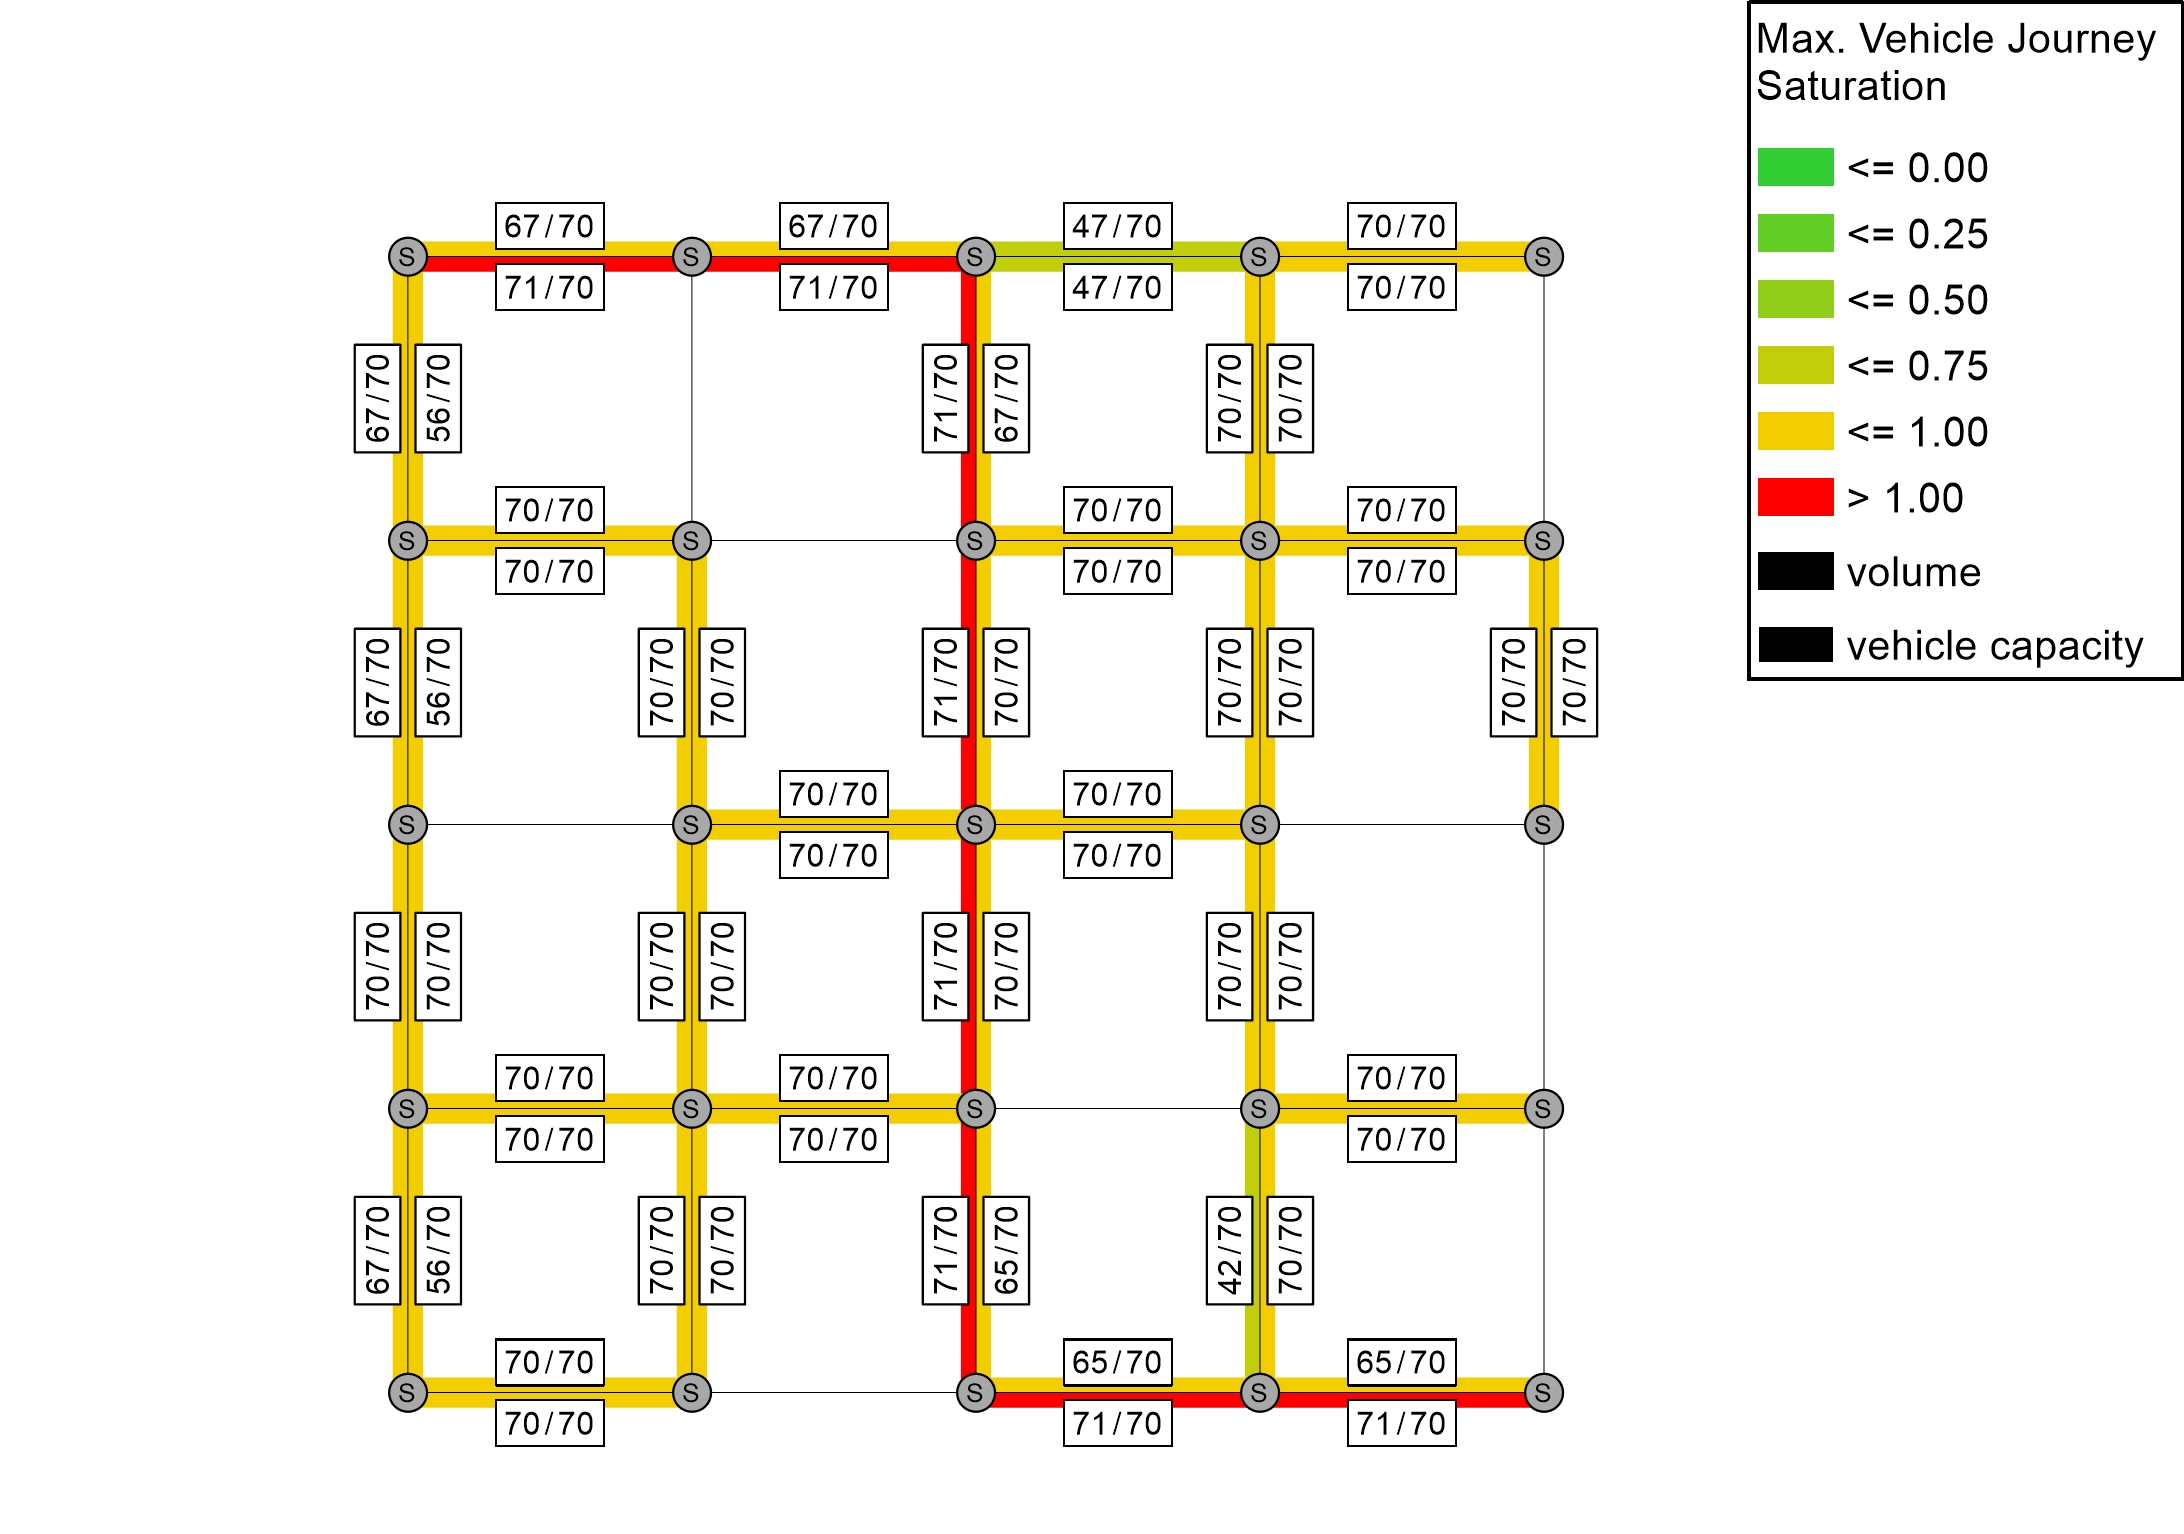 Max. Vehicle Journey
Saturation
<= 0.00
<= 0.25
<= 0.50
<= 0.75
<= 1.00
> 1.00
volume
vehicle capacity
67/70 67/70 47/70 70/70
S S S S S
71/70 71/70 47/70 70/70
67/70 56/70 71/70 67/70 70/70 70/70
70/70 70/70 70/70
S S S S S
70/70 70/70 70/70
67/70 56/70 70/70 70/70 71/70 70/70 70/70 70/70 70/70 70/70
70/70 70/70
S S S S S
70/70 70/70
70/70 70/70 70/70 70/70 71/70 70/70 70/70 70/70
70/70 70/70 70/70
S S S S S
70/70 70/70 70/70
67/70 56/70 70/70 70/70 71/70 65/70 42/70 70/70
70/70 65/70 65/70
S S S S S
70/70 71/70 71/70